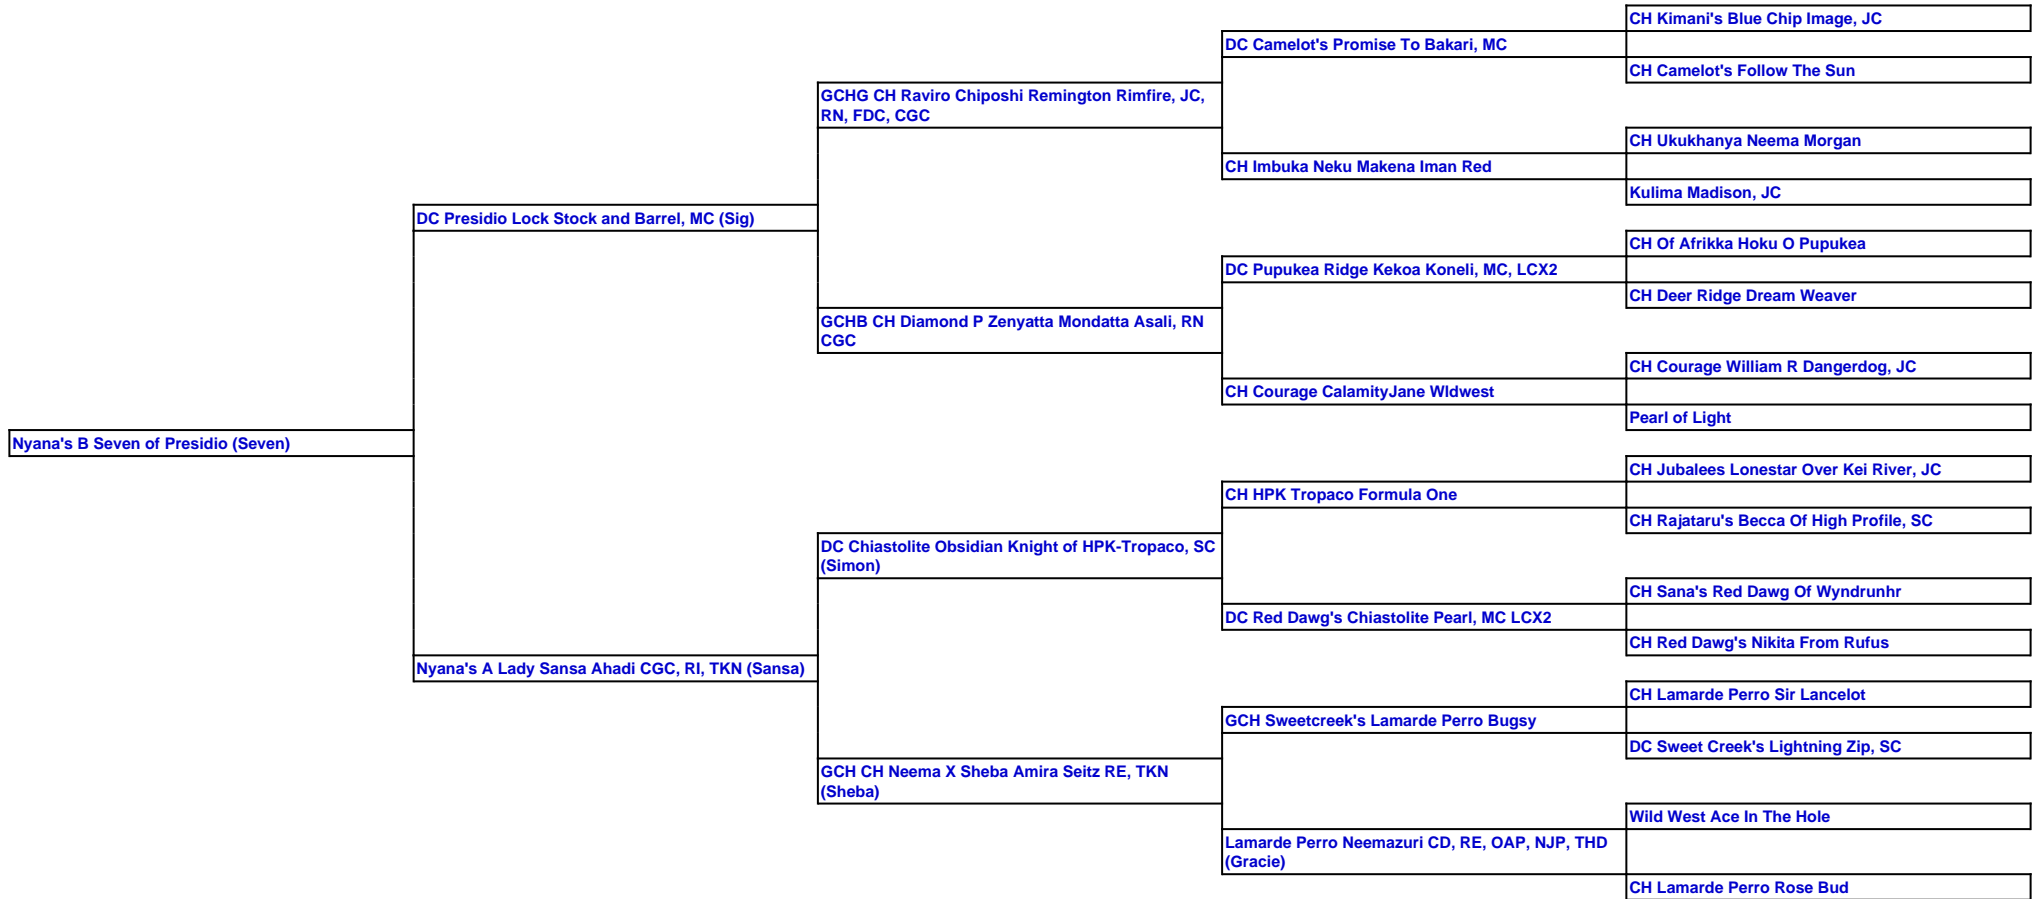 CH Kimani's Blue Chip Image, JC
DC Camelot's Promise To Bakari, MC
CH Camelot's Follow The Sun
GCHG CH Raviro Chiposhi Remington Rimfire, JC,
RN, FDC, CGC
CH Ukukhanya Neema Morgan
CH Imbuka Neku Makena Iman Red
Kulima Madison, JC
DC Presidio Lock Stock and Barrel, MC (Sig)
CH Of Afrikka Hoku O Pupukea
DC Pupukea Ridge Kekoa Koneli, MC, LCX2
CH Deer Ridge Dream Weaver
GCHB CH Diamond P Zenyatta Mondatta Asali, RN
CGC
CH Courage William R Dangerdog, JC
CH Courage CalamityJane Wldwest
Pearl of Light
Nyana's B Seven of Presidio (Seven)
CH Jubalees Lonestar Over Kei River, JC
CH HPK Tropaco Formula One
CH Rajataru's Becca Of High Profile, SC
DC Chiastolite Obsidian Knight of HPK-Tropaco, SC
(Simon)
CH Sana's Red Dawg Of Wyndrunhr
DC Red Dawg's Chiastolite Pearl, MC LCX2
CH Red Dawg's Nikita From Rufus
Nyana's A Lady Sansa Ahadi CGC, RI, TKN (Sansa)
CH Lamarde Perro Sir Lancelot
GCH Sweetcreek's Lamarde Perro Bugsy
DC Sweet Creek's Lightning Zip, SC
GCH CH Neema X Sheba Amira Seitz RE, TKN
(Sheba)
Wild West Ace In The Hole
Lamarde Perro Neemazuri CD, RE, OAP, NJP, THD
(Gracie)
CH Lamarde Perro Rose Bud